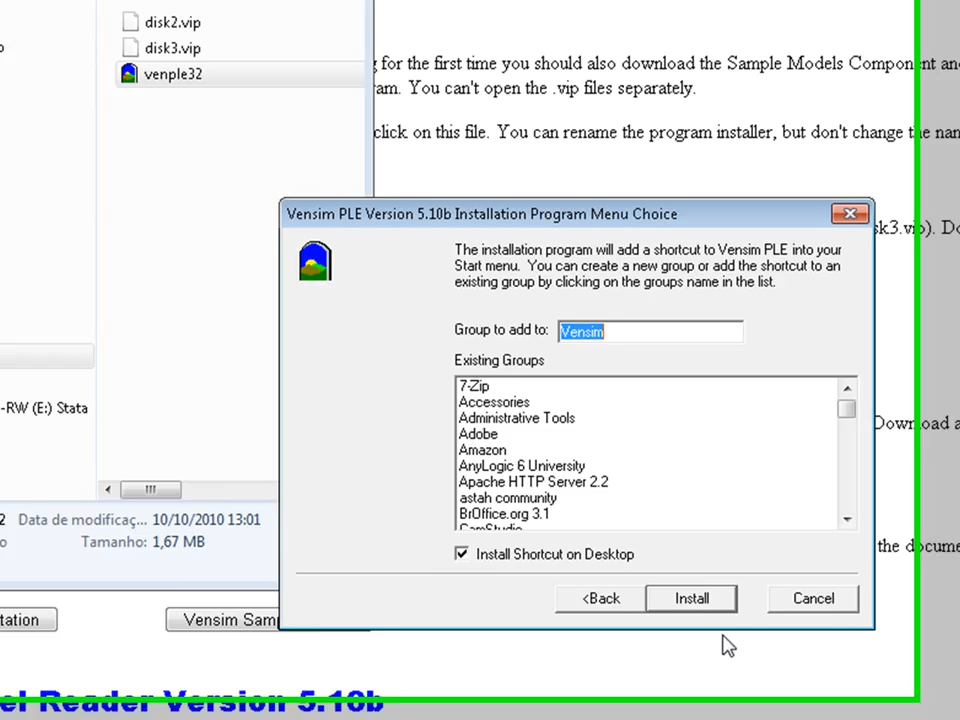 disk2.vip
disk3.vip
venple32
for the first time you should also download the Sample Models Component an
am. You can't open the .vip files separately.
click on this file. You can rename the program installer, but don't change the nam
Vensim PLE Version 5.10b Installation Program Menu Choice
sk3.vip). Do
The installation program will add a shortcut to Vensim PLE into your
Start menu. You can create a new group or add the shortcut to an
existing group by clicking on the groups name in the list.
Group to add to: Vensim
Existing Groups
7-Zip
Accessories
Administrative Tools
Adobe
Amazon
AnyLogic 6 University
Apache HTTP Server 2.2
astah community
BrOffice.org 3.1
CamStudio
-RW (E:) Stata
Download a
2 Data de modificaç... 10/10/2010 13:01
o Tamanho: 1,67 MB
the docume
Install Shortcut on Desktop
<Back Install Cancel
tation Vensim Sam
el Reader Version 5.10b